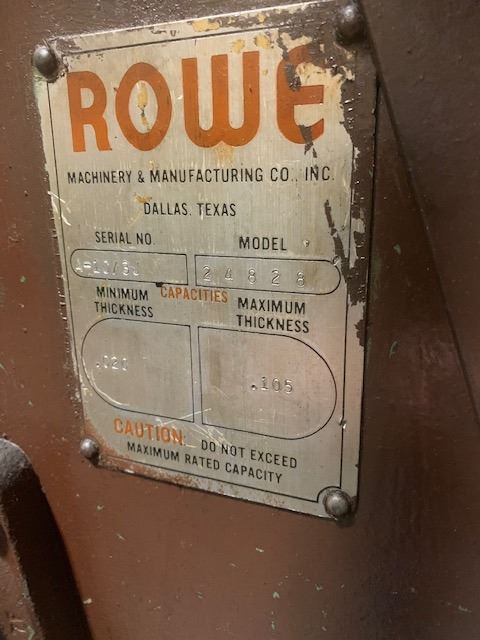 ROWE
MACHINERY & MANUFACTURING CO., INC.
DALLAS, TEXAS
SERIAL NO. MODEL
24828
CAPACITIES
MINIMUM THICKNESS MAXIMUM THICKNESS
.020 .105
CAUTION: DO NOT EXCEED
MAXIMUM RATED CAPACITY